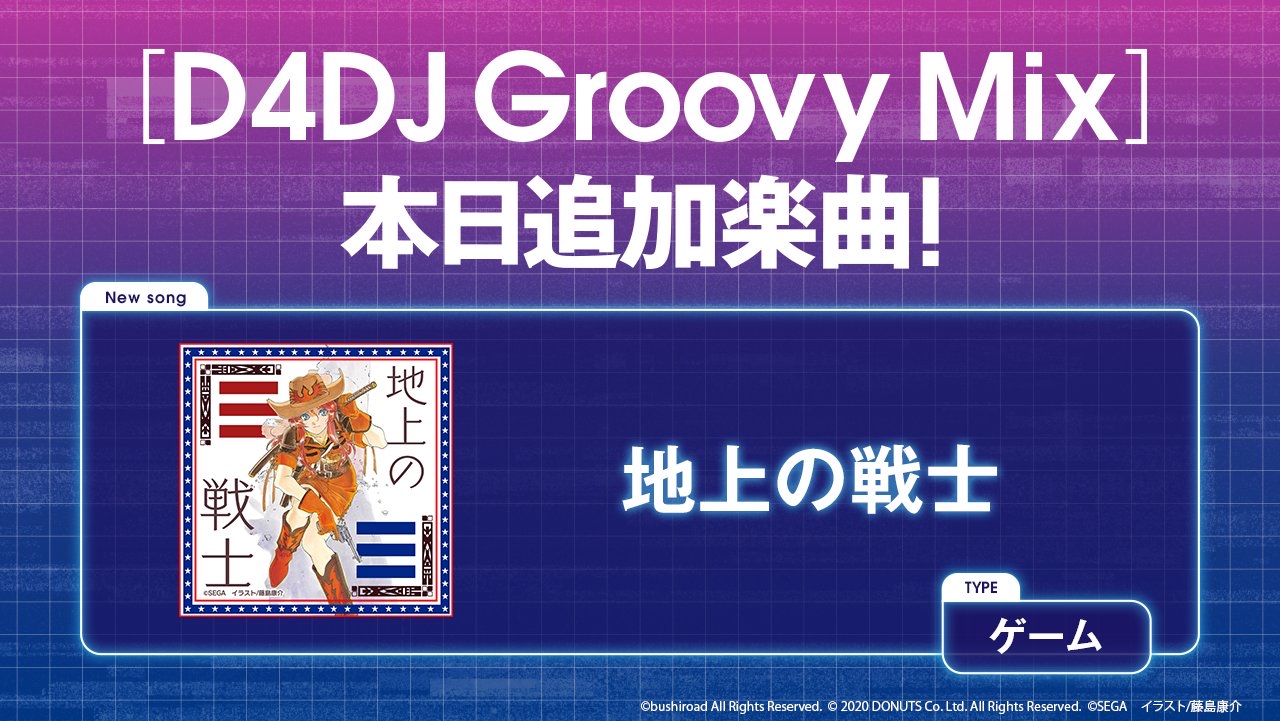 [D4DJ Groovy Mix]
本日追加楽曲!
New song
地上の
戦士
©SEGA イラスト/藤島康介
地上の戦士
TYPE
ゲーム
©bushiroad All Rights Reserved. © 2020 DONUTS Co. Ltd. All Rights Reserved. ©SEGA イラスト/藤島康介